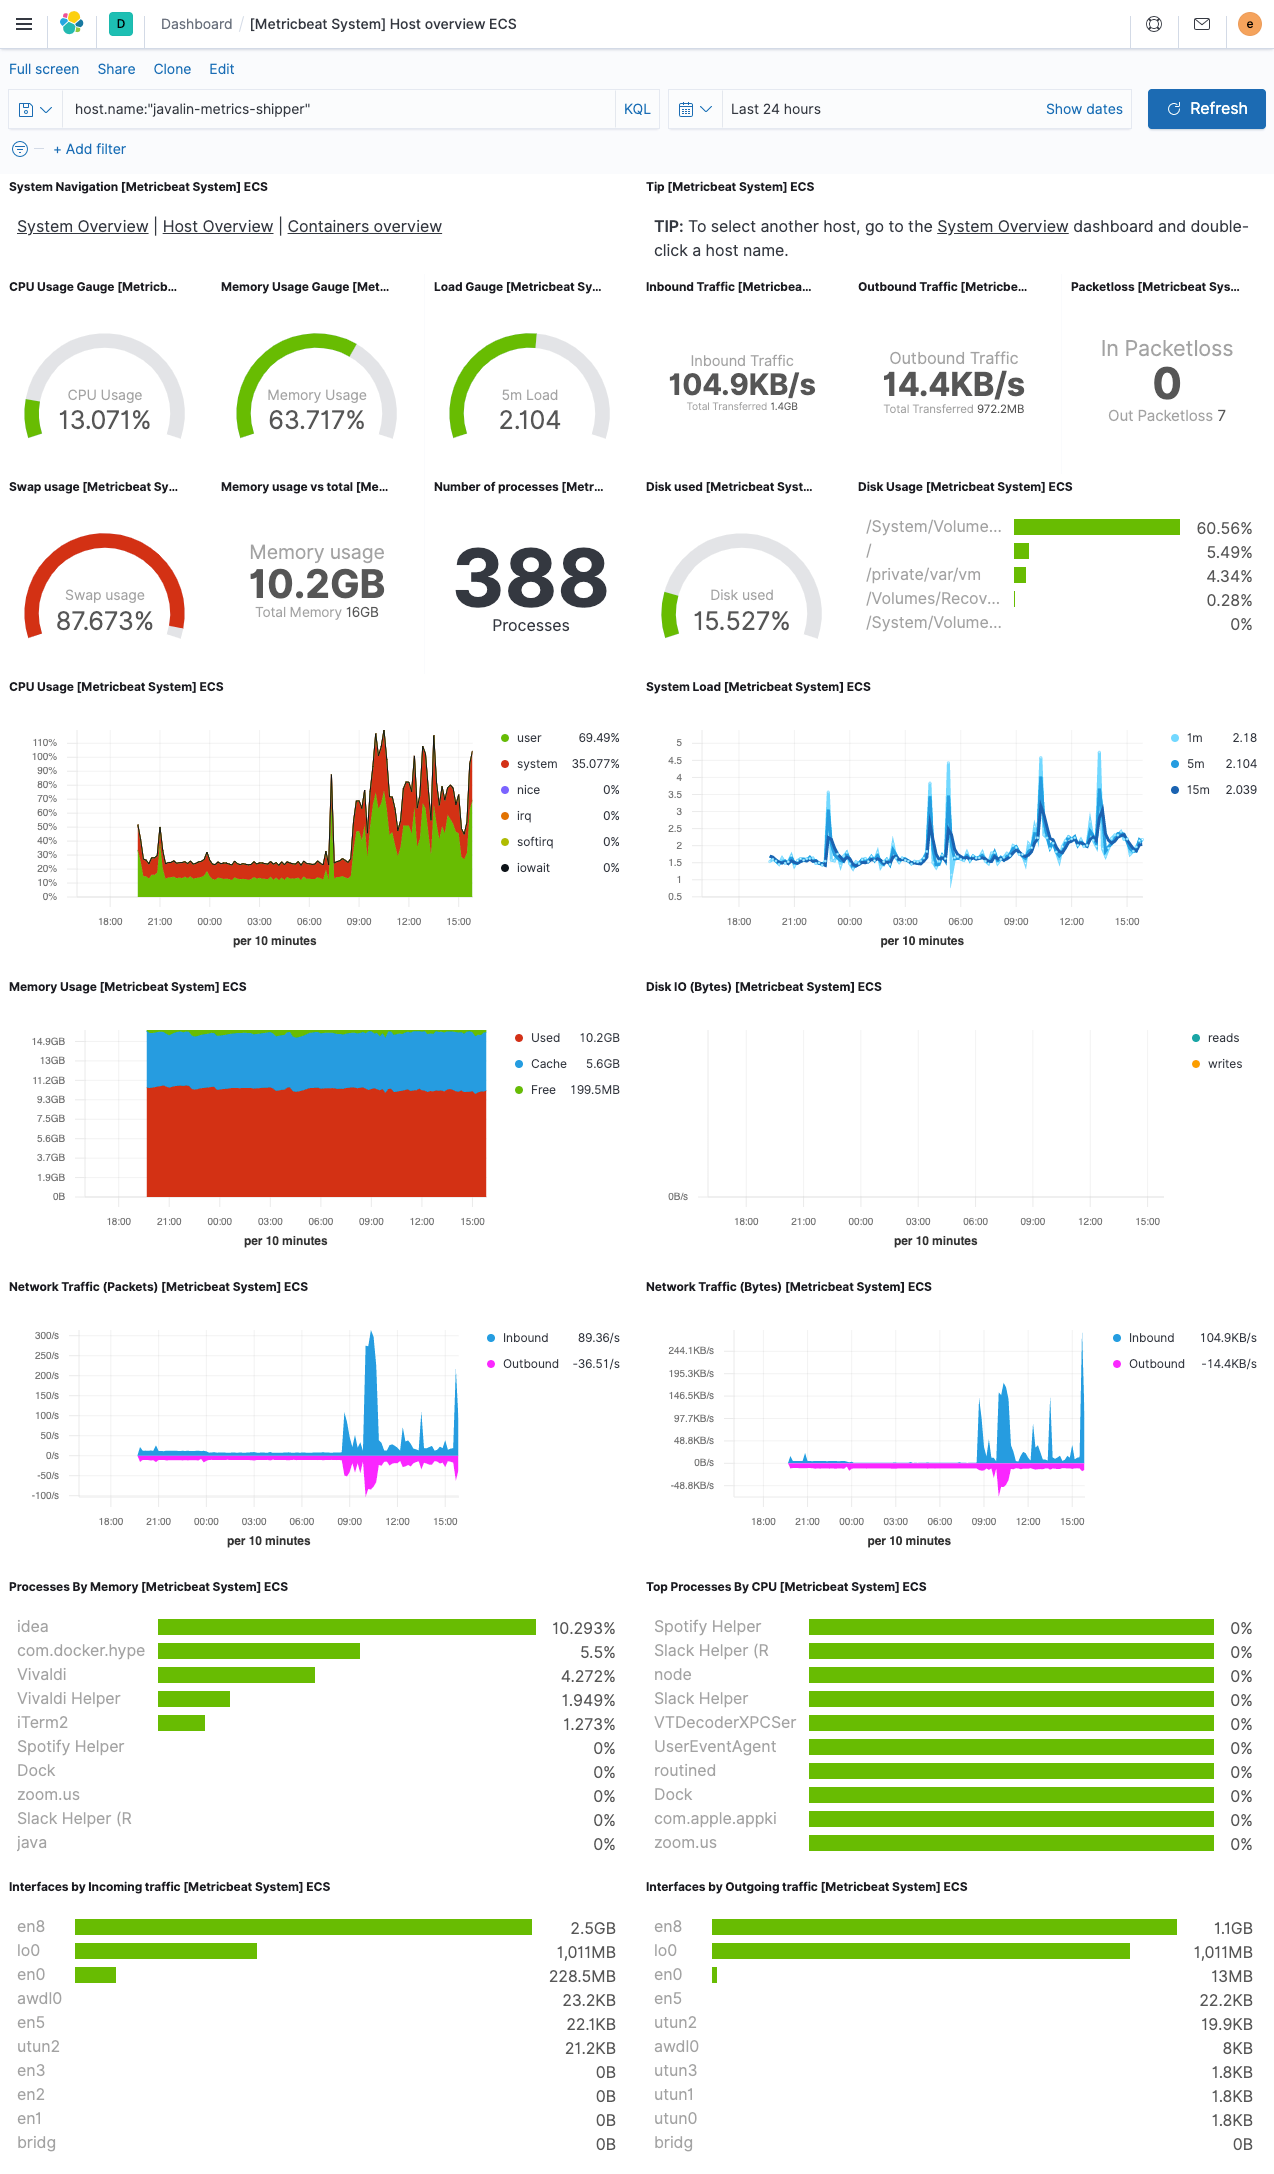 D Dashboard / [Metricbeat System] Host overview ECS e
Full screen Share Clone Edit
host.name:"javalin-metrics-shipper" KQL Last 24 hours Show dates Refresh
+ Add filter
System Navigation [Metricbeat System] ECS
System Overview | Host Overview | Containers overview
Tip [Metricbeat System] ECS
TIP: To select another host, go to the System Overview dashboard and double-
click a host name.
CPU Usage Gauge [Metricb...
CPU Usage
13.071%
Memory Usage Gauge [Met...
Memory Usage
63.717%
Load Gauge [Metricbeat Sy...
5m Load
2.104
Inbound Traffic [Metricbea...
Inbound Traffic
104.9KB/s
Total Transferred 1.4GB
Outbound Traffic [Metricbe...
Outbound Traffic
14.4KB/s
Total Transferred 972.2MB
Packetloss [Metricbeat Sys...
In Packetloss
0
Out Packetloss 7
Swap usage [Metricbeat Sy...
Swap usage
87.673%
Memory usage vs total [Me...
Memory usage
10.2GB
Total Memory 16GB
Number of processes [Metr...
388
Processes
Disk used [Metricbeat Syst...
Disk used
15.527%
Disk Usage [Metricbeat System] ECS
/System/Volume... 60.56%
/ 5.49%
/private/var/vm 4.34%
/Volumes/Recov... 0.28%
/System/Volume... 0%
CPU Usage [Metricbeat System] ECS
110%
100%
90%
80%
70%
60%
50%
40%
30%
20%
10%
0%
18:00 21:00 00:00 03:00 06:00 09:00 12:00 15:00
per 10 minutes
user 69.49%
system 35.077%
nice 0%
irq 0%
softirq 0%
iowait 0%
System Load [Metricbeat System] ECS
5
4.5
4
3.5
3
2.5
2
1.5
1
0.5
18:00 21:00 00:00 03:00 06:00 09:00 12:00 15:00
per 10 minutes
1m 2.18
5m 2.104
15m 2.039
Memory Usage [Metricbeat System] ECS
14.9GB
13GB
11.2GB
9.3GB
7.5GB
5.6GB
3.7GB
1.9GB
0B
18:00 21:00 00:00 03:00 06:00 09:00 12:00 15:00
per 10 minutes
Used 10.2GB
Cache 5.6GB
Free 199.5MB
Disk IO (Bytes) [Metricbeat System] ECS
0B/s
18:00 21:00 00:00 03:00 06:00 09:00 12:00 15:00
per 10 minutes
reads
writes
Network Traffic (Packets) [Metricbeat System] ECS
300/s
250/s
200/s
150/s
100/s
50/s
0/s
-50/s
-100/s
18:00 21:00 00:00 03:00 06:00 09:00 12:00 15:00
per 10 minutes
Inbound 89.36/s
Outbound -36.51/s
Network Traffic (Bytes) [Metricbeat System] ECS
244.1KB/s
195.3KB/s
146.5KB/s
97.7KB/s
48.8KB/s
0B/s
-48.8KB/s
18:00 21:00 00:00 03:00 06:00 09:00 12:00 15:00
per 10 minutes
Inbound 104.9KB/s
Outbound -14.4KB/s
Processes By Memory [Metricbeat System] ECS
idea 10.293%
com.docker.hype 5.5%
Vivaldi 4.272%
Vivaldi Helper 1.949%
iTerm2 1.273%
Spotify Helper 0%
Dock 0%
zoom.us 0%
Slack Helper (R 0%
java 0%
Top Processes By CPU [Metricbeat System] ECS
Spotify Helper 0%
Slack Helper (R 0%
node 0%
Slack Helper 0%
VTDecoderXPCSer 0%
UserEventAgent 0%
routined 0%
Dock 0%
com.apple.appki 0%
zoom.us 0%
Interfaces by Incoming traffic [Metricbeat System] ECS
en8 2.5GB
lo0 1,011MB
en0 228.5MB
awdl0 23.2KB
en5 22.1KB
utun2 21.2KB
en3 0B
en2 0B
en1 0B
bridg 0B
Interfaces by Outgoing traffic [Metricbeat System] ECS
en8 1.1GB
lo0 1,011MB
en0 13MB
en5 22.2KB
utun2 19.9KB
awdl0 8KB
utun3 1.8KB
utun1 1.8KB
utun0 1.8KB
bridg 0B